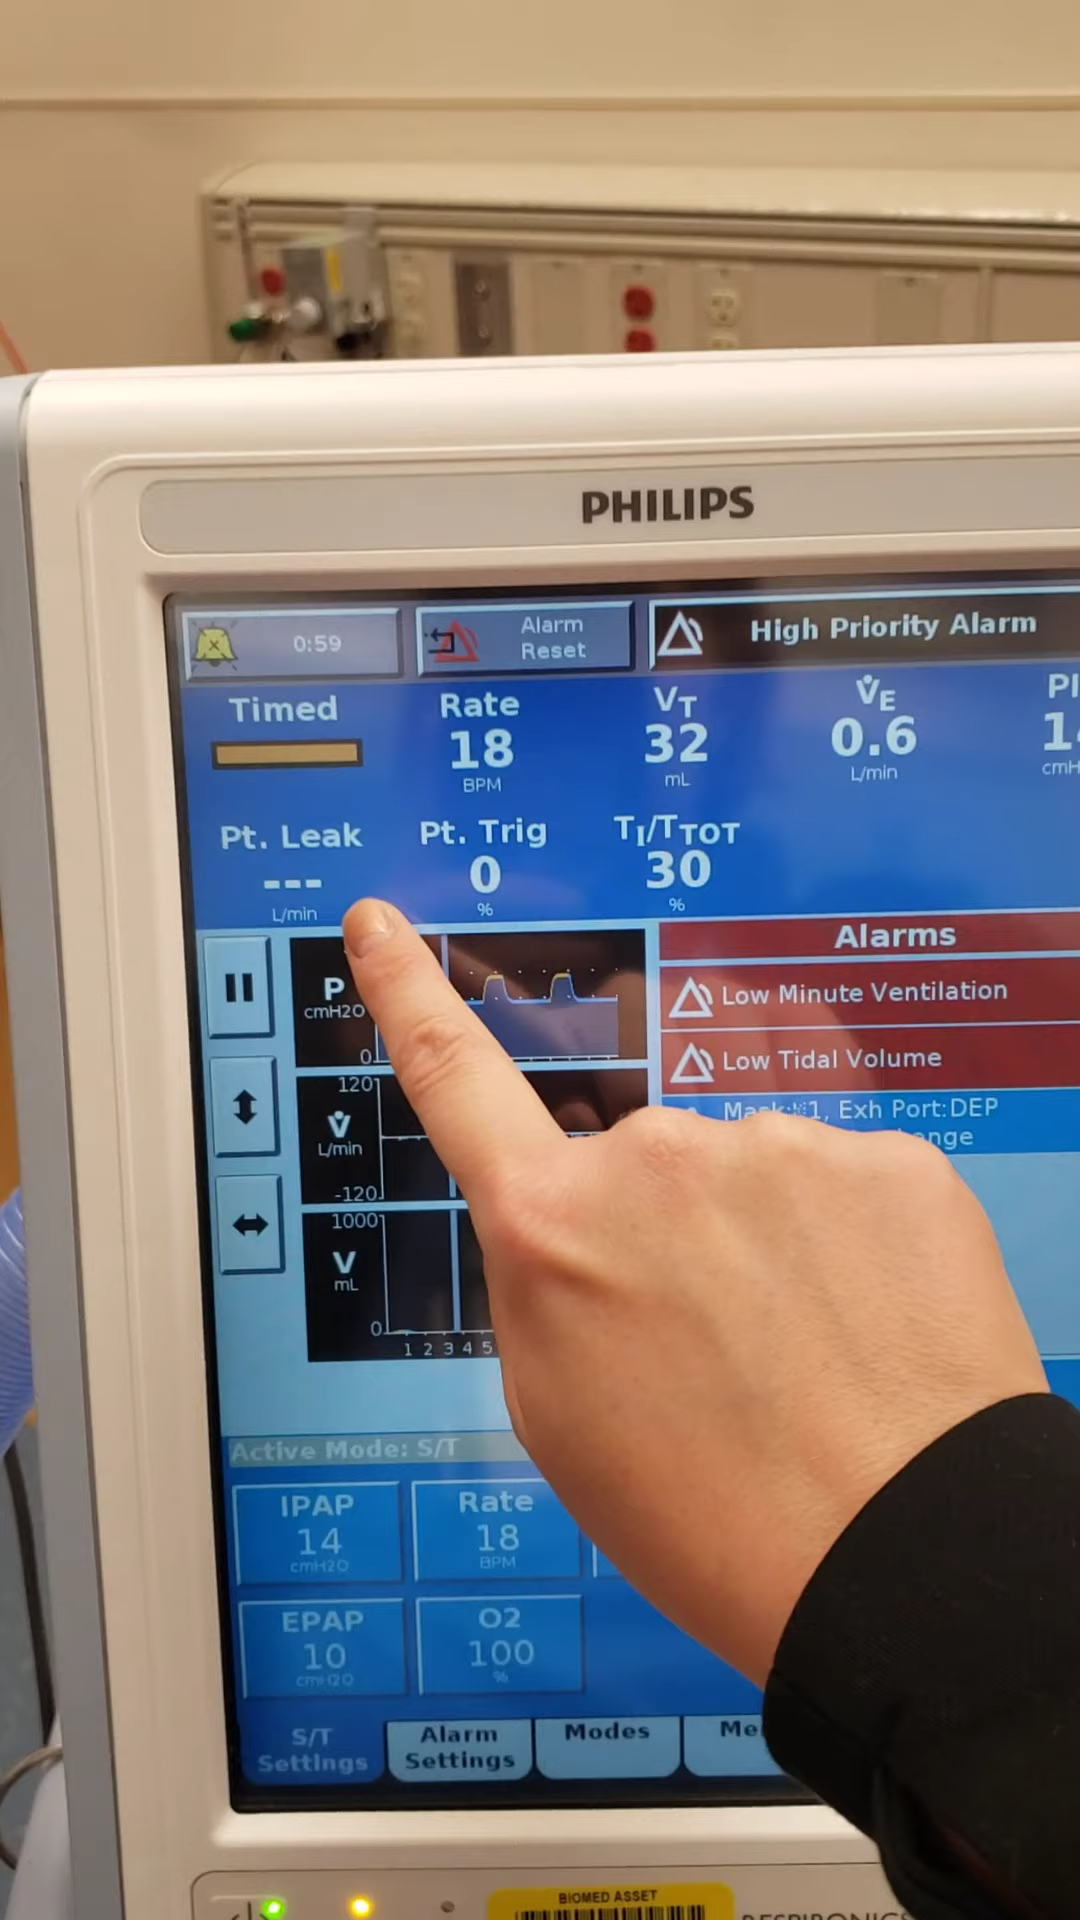 PHILIPS
0:59
Alarm
Reset
High Priority Alarm
Timed
Rate
18
BPM
VT
32
mL
V̇E
0.6
L/min
Pt. Leak
---
L/min
Pt. Trig
0
%
TI/TTOT
30
%
P
cmH2O
0
Alarms
Low Minute Ventilation
Low Tidal Volume
Exh Port:DEP
120
V̇
L/min
-120
1000
V
mL
0
1 2 3 4 5
Active Mode: S/T
IPAP
14
cmH2O
Rate
18
BPM
EPAP
10
cmH2O
O2
100
%
S/T
Settings
Alarm
Settings
Modes
BIOMED ASSET
RESPIRONICS